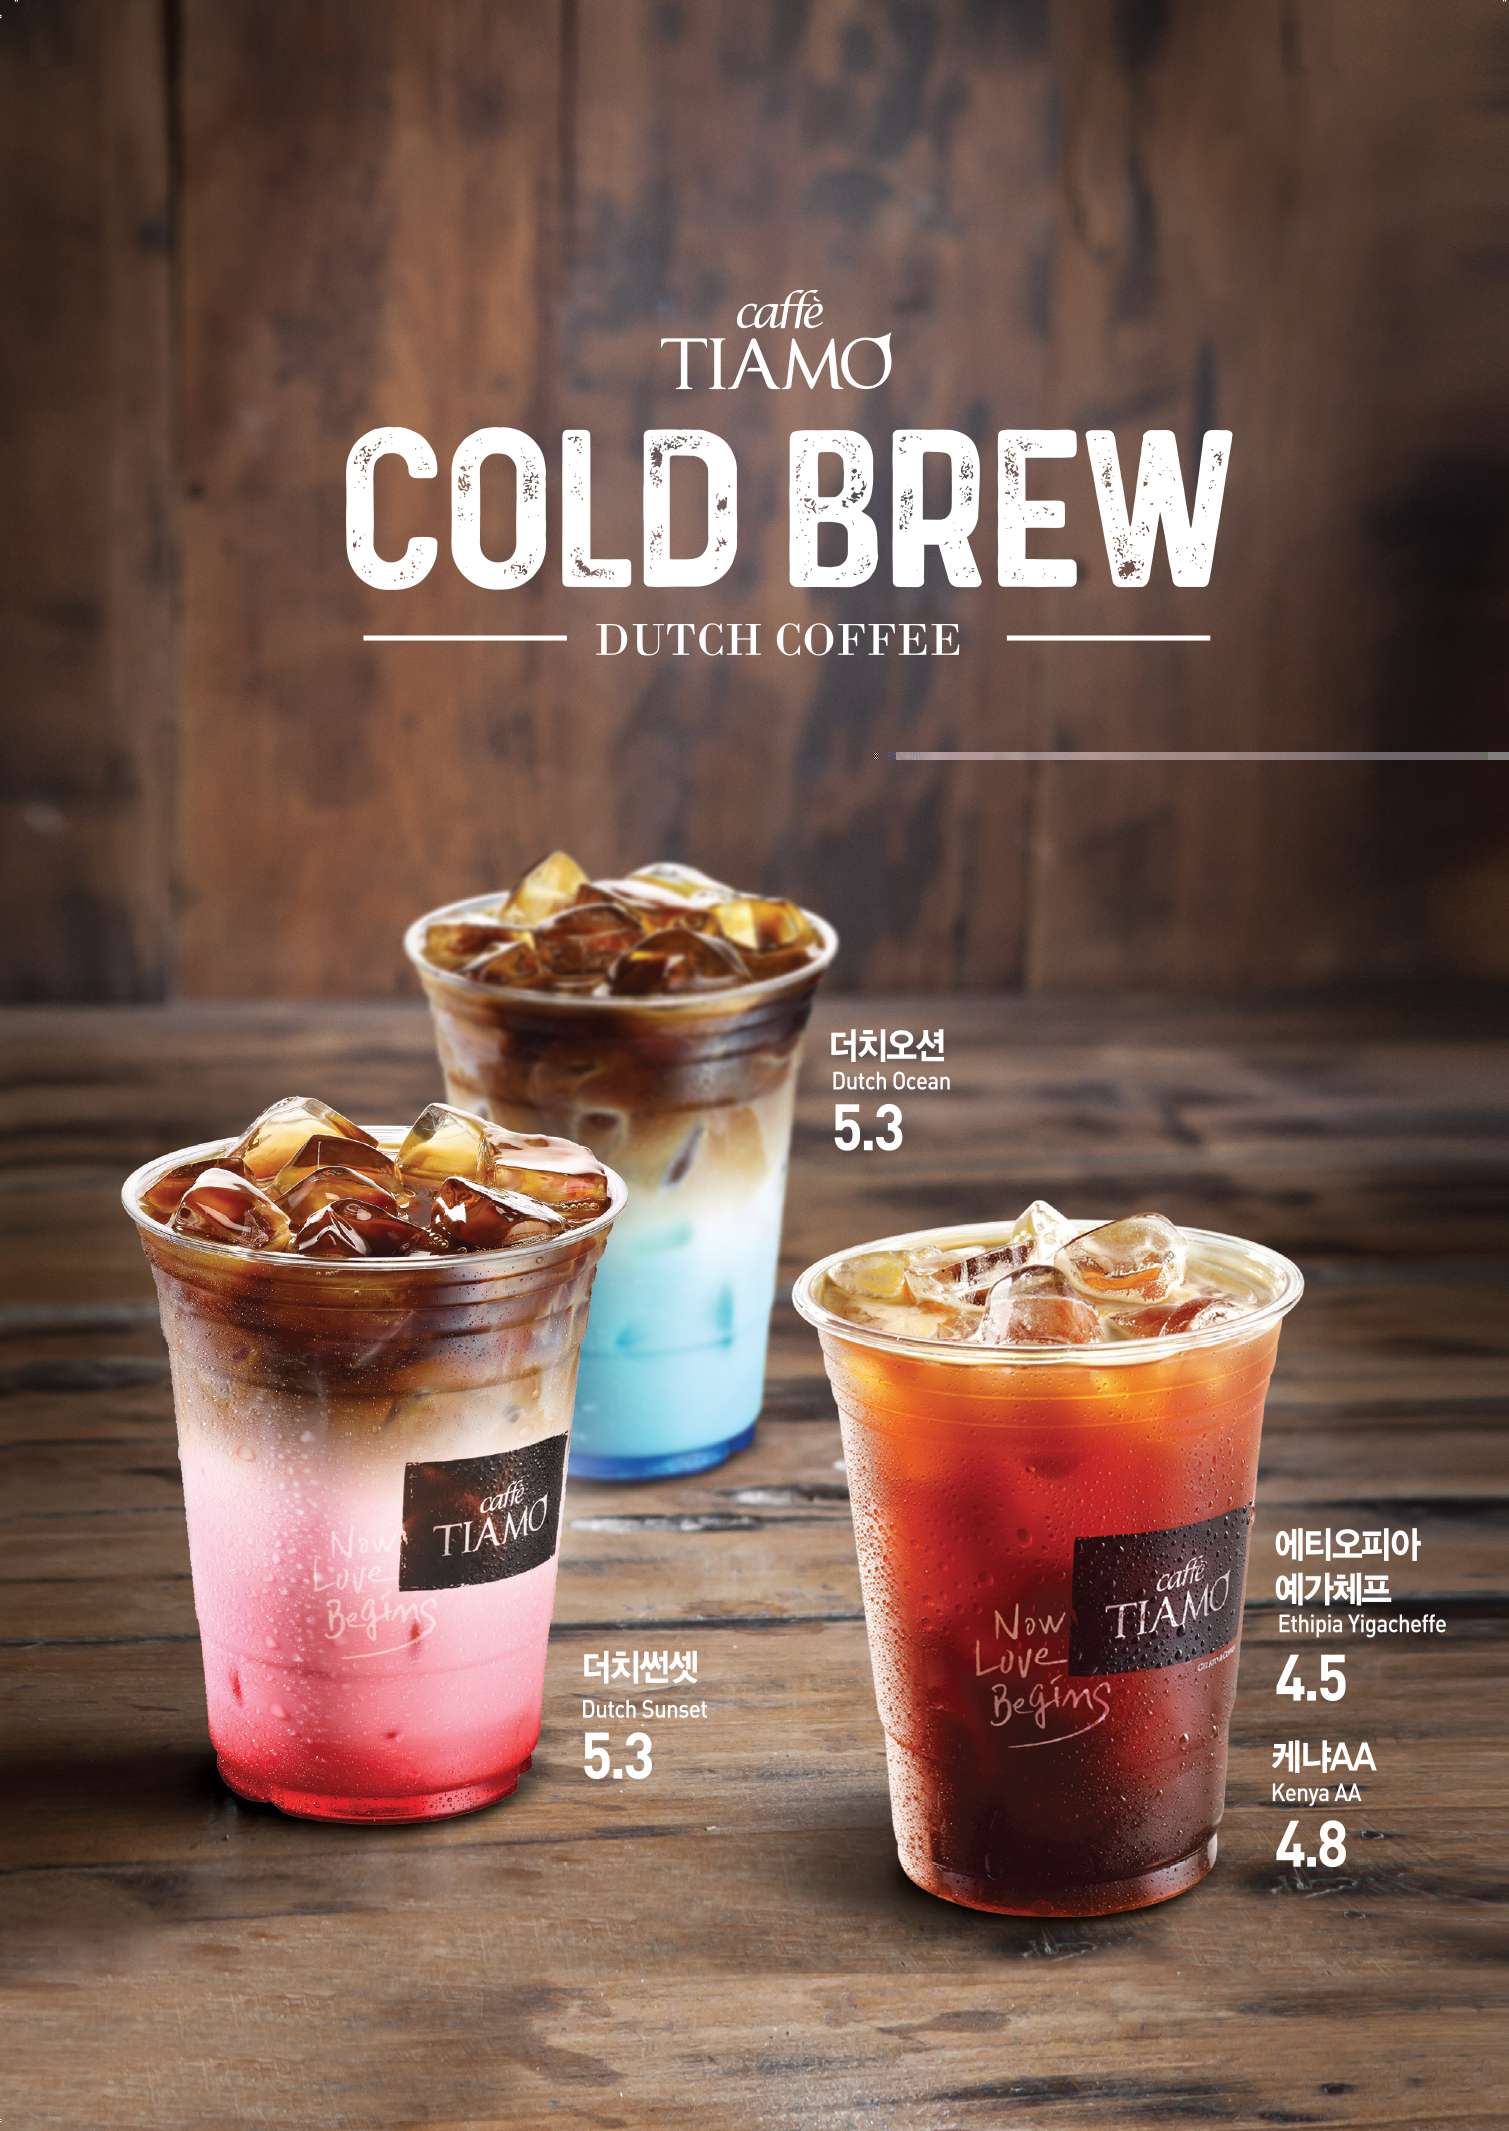 caffè
TIAMO
COLD BREW
DUTCH COFFEE
더치오션
Dutch Ocean
5.3
caffè
TIAMO
Now
Love
Begins
더치썬셋
Dutch Sunset
5.3
caffè
TIAMO
Now
Love
Begins
에티오피아
예가체프
Ethipia Yigacheffe
4.5
케냐AA
Kenya AA
4.8